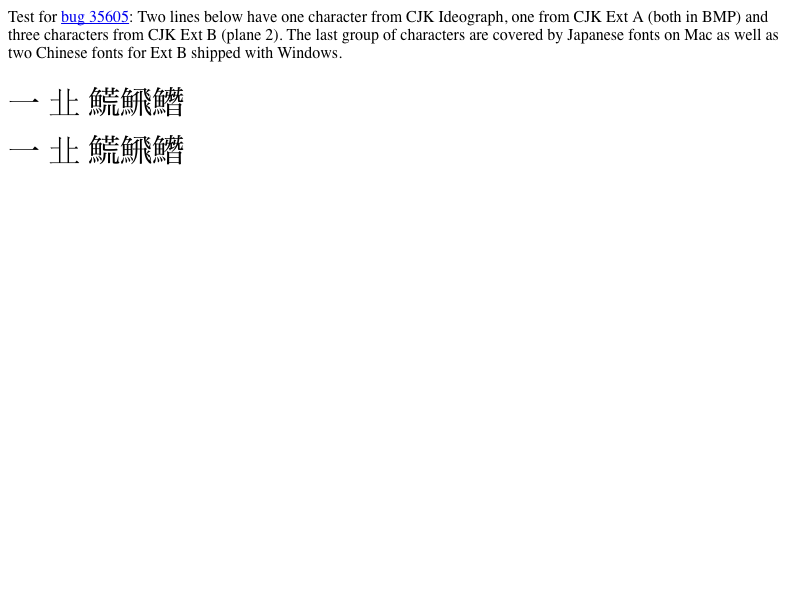 Test for bug 35605: Two lines below have one character from CJK Ideograph, one from CJK Ext A (both in BMP) and
three characters from CJK Ext B (plane 2). The last group of characters are covered by Japanese fonts on Mac as well as
two Chinese fonts for Ext B shipped with Windows.
一 㐀 𩺊𩹉𩻛
一 㐀 𩺊𩹉𩻛